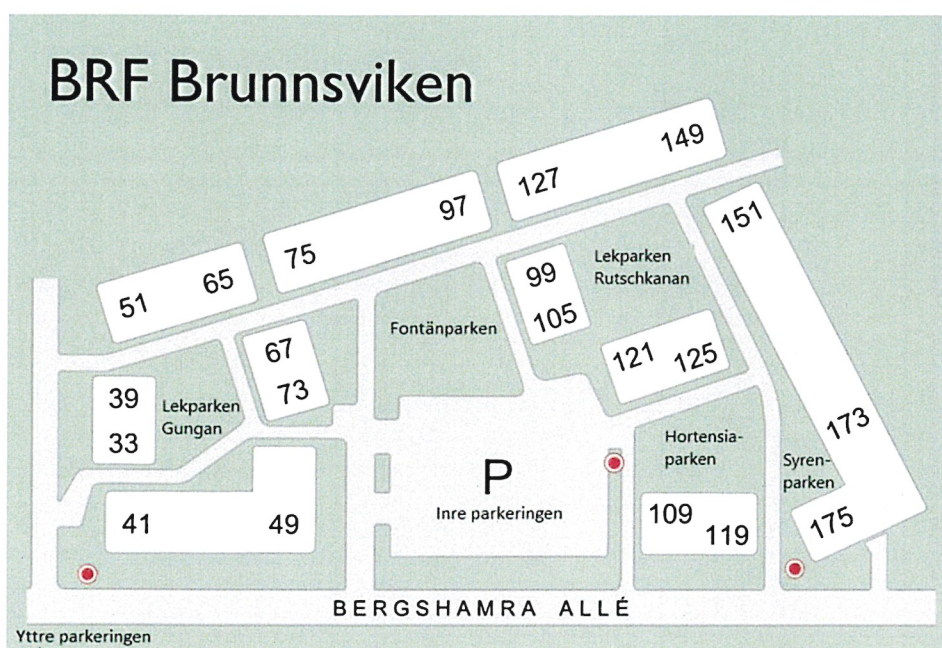 BRF Brunnsviken
149
127
97
151
75
65
51
99
Lekparken
Rutschkanan
105
Fontänparken
67
121
125
73
39
Lekparken
Gungan
33
173
Hortensia-
parken
Syren-
parken
P
Inre parkeringen
41
49
109
119
175
BERGSHAMRA ALLÉ
Yttre parkeringen